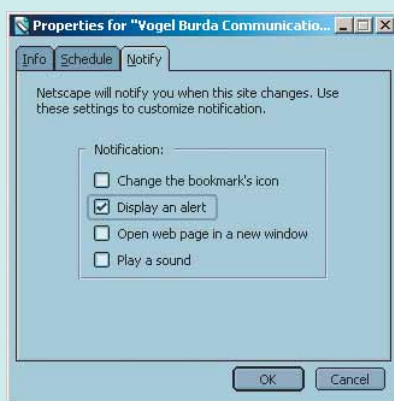 Properties for "Vogel Burda Communicatio...
Info Schedule Notify
Netscape will notify you when this site changes. Use
these settings to customize notification.
Notification:
Change the bookmark's icon
Display an alert
Open web page in a new window
Play a sound
OK Cancel